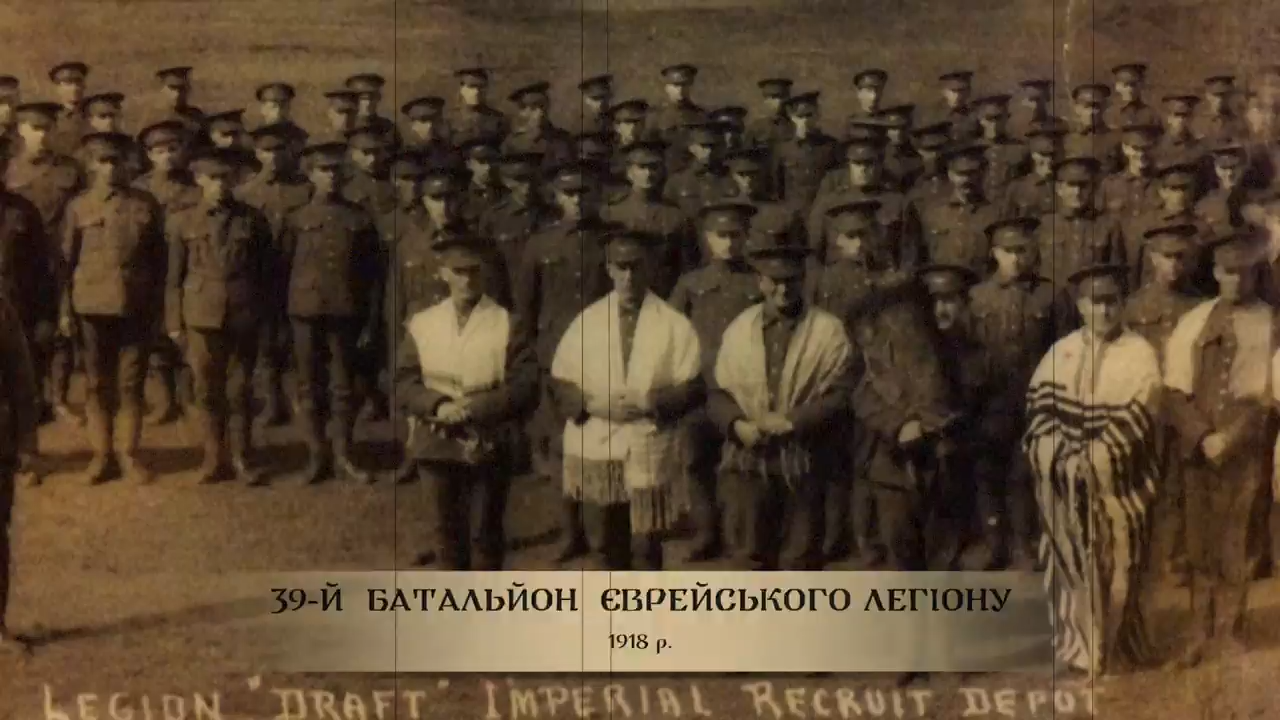 39-Й БАТАЛЬЙОН ЄВРЕЙСЬКОГО ЛЕГІОНУ
1918 р.
LEGION "DRAFT" IMPERIAL RECRUIT DEPOT